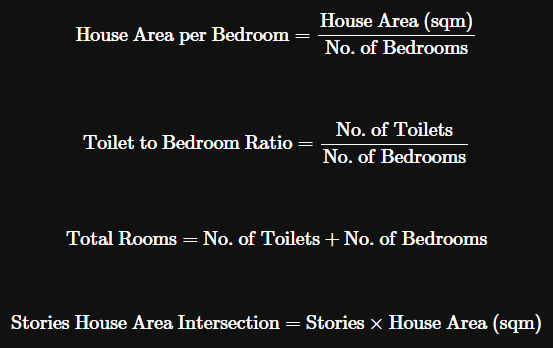 House Area per Bedroom = House Area (sqm) / No. of Bedrooms
Toilet to Bedroom Ratio = No. of Toilets / No. of Bedrooms
Total Rooms = No. of Toilets + No. of Bedrooms
Stories House Area Intersection = Stories × House Area (sqm)